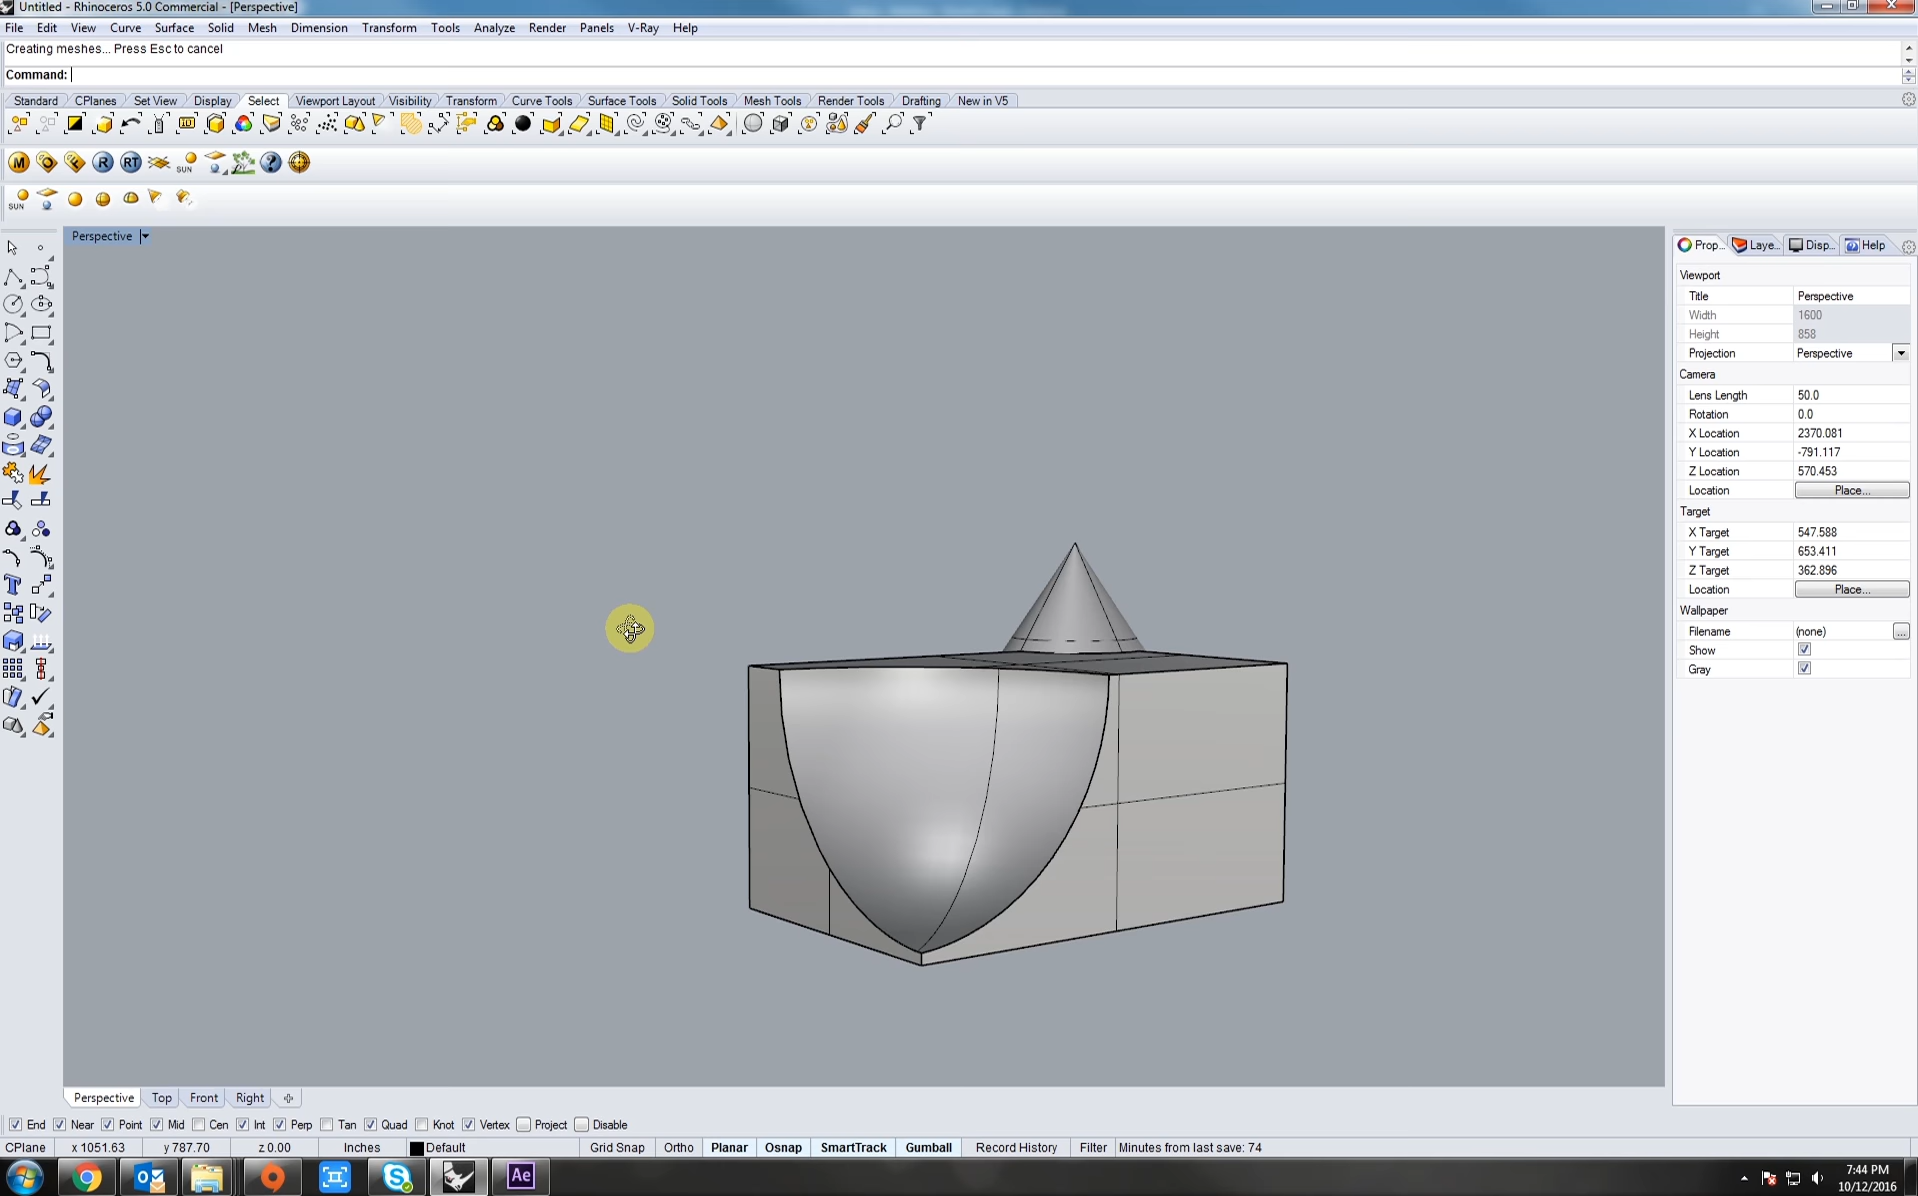 Untitled - Rhinoceros 5.0 Commercial - [Perspective]
File Edit View Curve Surface Solid Mesh Dimension Transform Tools Analyze Render Panels V-Ray Help
Creating meshes... Press Esc to cancel
Command:
Standard CPlanes Set View Display Select Viewport Layout Visibility Transform Curve Tools Surface Tools Solid Tools Mesh Tools Render Tools Drafting New in V5
M O F R RT SUN ?
SUN
Perspective
Prop... Laye... Disp... Help
Viewport
Title Perspective
Width 1600
Height 858
Projection Perspective
Camera
Lens Length 50.0
Rotation 0.0
X Location 2370.081
Y Location -791.117
Z Location 570.453
Location Place...
Target
X Target 547.588
Y Target 653.411
Z Target 362.896
Location Place...
Wallpaper
Filename (none) ...
Show
Gray
Perspective Top Front Right
End Near Point Mid Cen Int Perp Tan Quad Knot Vertex Project Disable
CPlane x 1051.63 y 787.70 z 0.00 Inches Default Grid Snap Ortho Planar Osnap SmartTrack Gumball Record History Filter Minutes from last save: 74
Ae
7:44 PM
10/12/2016